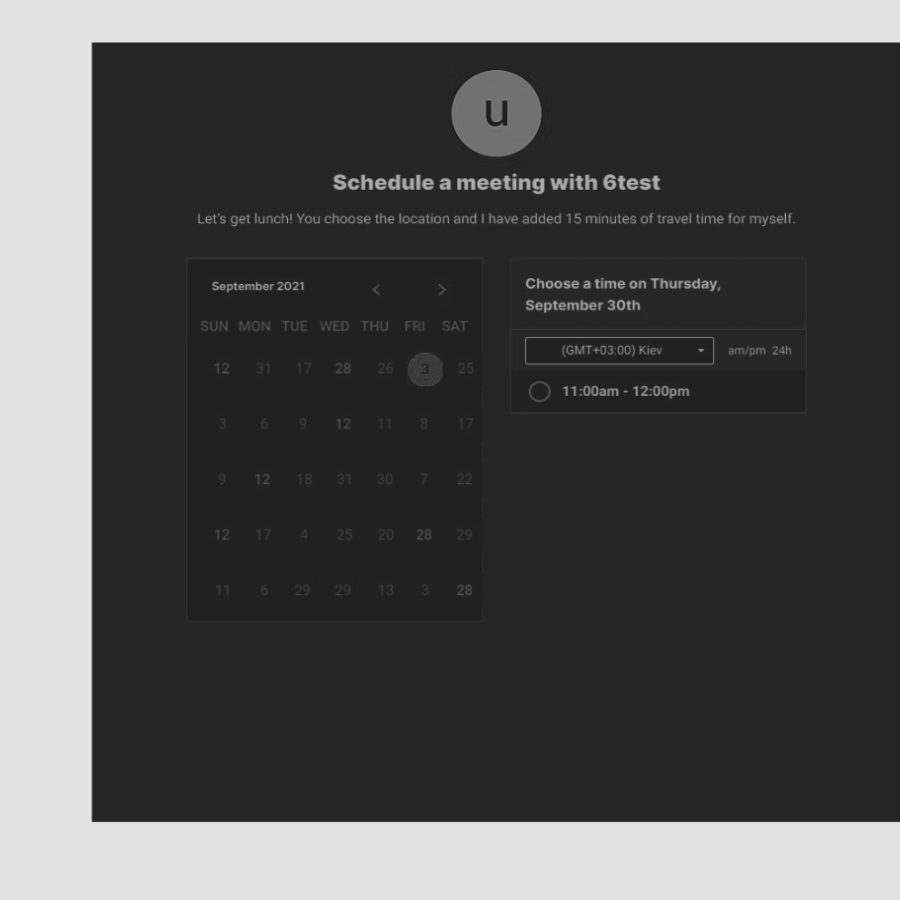 u
Schedule a meeting with 6test
Let's get lunch! You choose the location and I have added 15 minutes of travel time for myself.
September 2021
SUN MON TUE WED THU FRI SAT
12 31 17 28 26 3 25
3 6 9 12 11 8 17
9 12 18 31 30 7 22
12 17 4 25 20 28 29
11 6 29 29 13 3 28
Choose a time on Thursday,
September 30th
(GMT+03:00) Kiev am/pm 24h
11:00am - 12:00pm